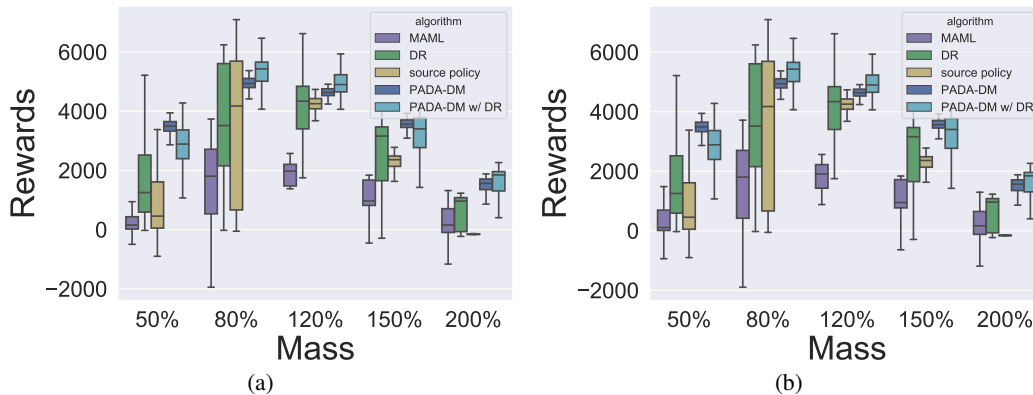 algorithm
MAML
DR
source policy
PADA-DM
PADA-DM w/ DR
6000
4000
2000
0
−2000
Rewards
50% 80% 120% 150% 200%
Mass
(a)
algorithm
MAML
DR
source policy
PADA-DM
PADA-DM w/ DR
6000
4000
2000
0
−2000
Rewards
50% 80% 120% 150% 200%
Mass
(b)